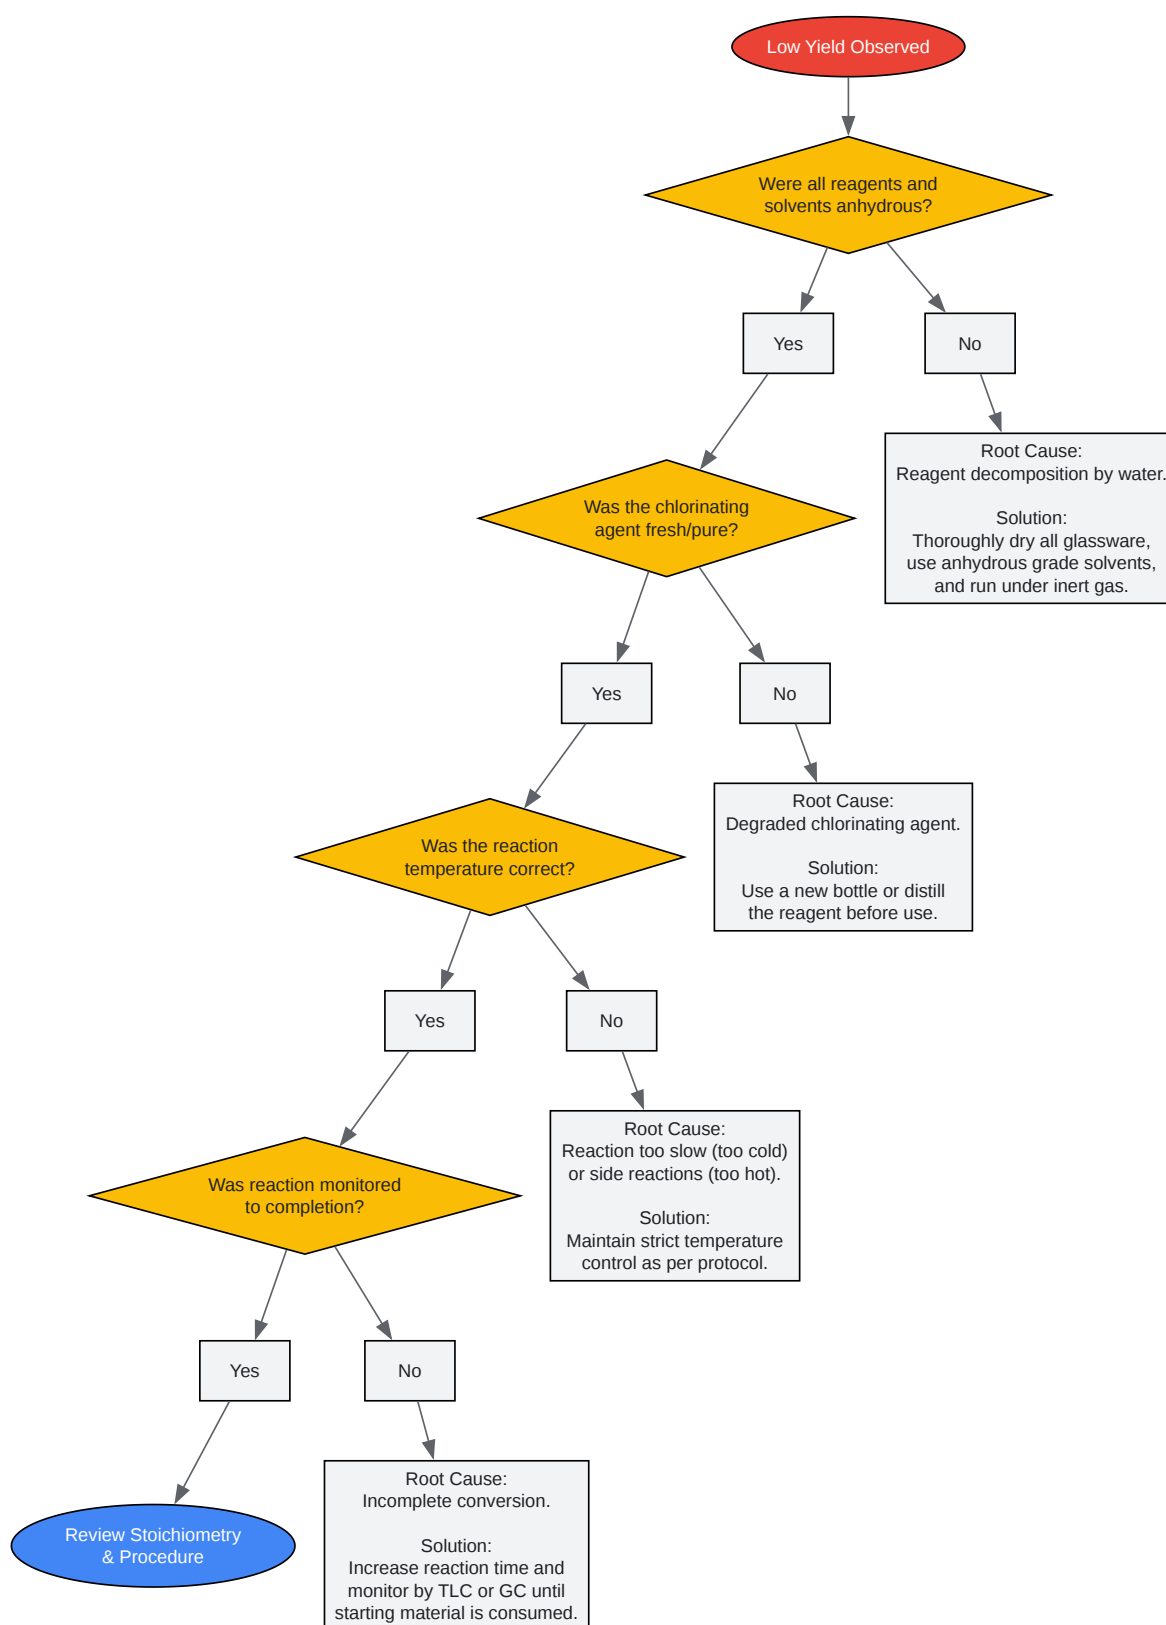 Low Yield Observed
Were all reagents and
solvents anhydrous?
Yes
No
Root Cause:
Reagent decomposition by water.
Solution:
Thoroughly dry all glassware,
use anhydrous grade solvents,
and run under inert gas.
Was the chlorinating
agent fresh/pure?
Yes
No
Root Cause:
Degraded chlorinating agent.
Solution:
Use a new bottle or distill
the reagent before use.
Was the reaction
temperature correct?
Yes
No
Root Cause:
Reaction too slow (too cold)
or side reactions (too hot).
Solution:
Maintain strict temperature
control as per protocol.
Was reaction monitored
to completion?
Yes
No
Root Cause:
Incomplete conversion.
Solution:
Increase reaction time and
monitor by TLC or GC until
starting material is consumed.
Review Stoichiometry
& Procedure